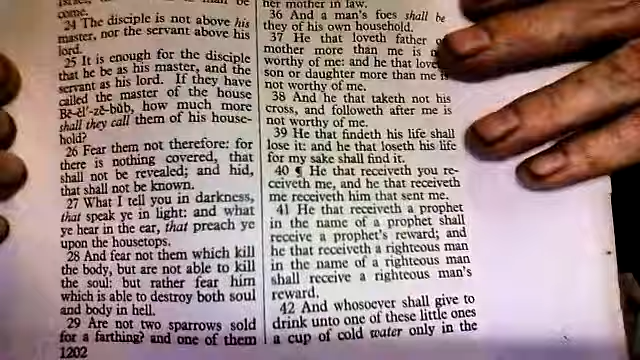 come.
24 The disciple is not above his
master, nor the servant above his
lord.
25 It is enough for the disciple
that he be as his master, and the
servant as his lord. If they have
called the master of the house
Bē-ĕl'-zĕ-bŭb, how much more
shall they call them of his house-
hold?
26 Fear them not therefore: for
there is nothing covered, that
shall not be revealed; and hid,
that shall not be known.
27 What I tell you in darkness,
that speak ye in light: and what
ye hear in the ear, that preach ye
upon the housetops.
28 And fear not them which kill
the body, but are not able to kill
the soul: but rather fear him
which is able to destroy both soul
and body in hell.
29 Are not two sparrows sold
for a farthing? and one of them
1202
her mother in law.
36 And a man's foes shall be
they of his own household.
37 He that loveth father
mother more than me is
worthy of me: and he that
son or daughter more than me is
not worthy of me.
38 And he that taketh not his
cross, and followeth after me is
not worthy of me.
39 He that findeth his life shall
lose it: and he that loseth his life
for my sake shall find it.
40 ¶ He that receiveth you re-
ceiveth me, and he that receiveth
me receiveth him that sent me.
41 He that receiveth a prophet
in the name of a prophet shall
receive a prophet's reward; and
he that receiveth a righteous man
in the name of a righteous man
shall receive a righteous man's
reward.
42 And whosoever shall give to
drink unto one of these little ones
a cup of cold water only in the